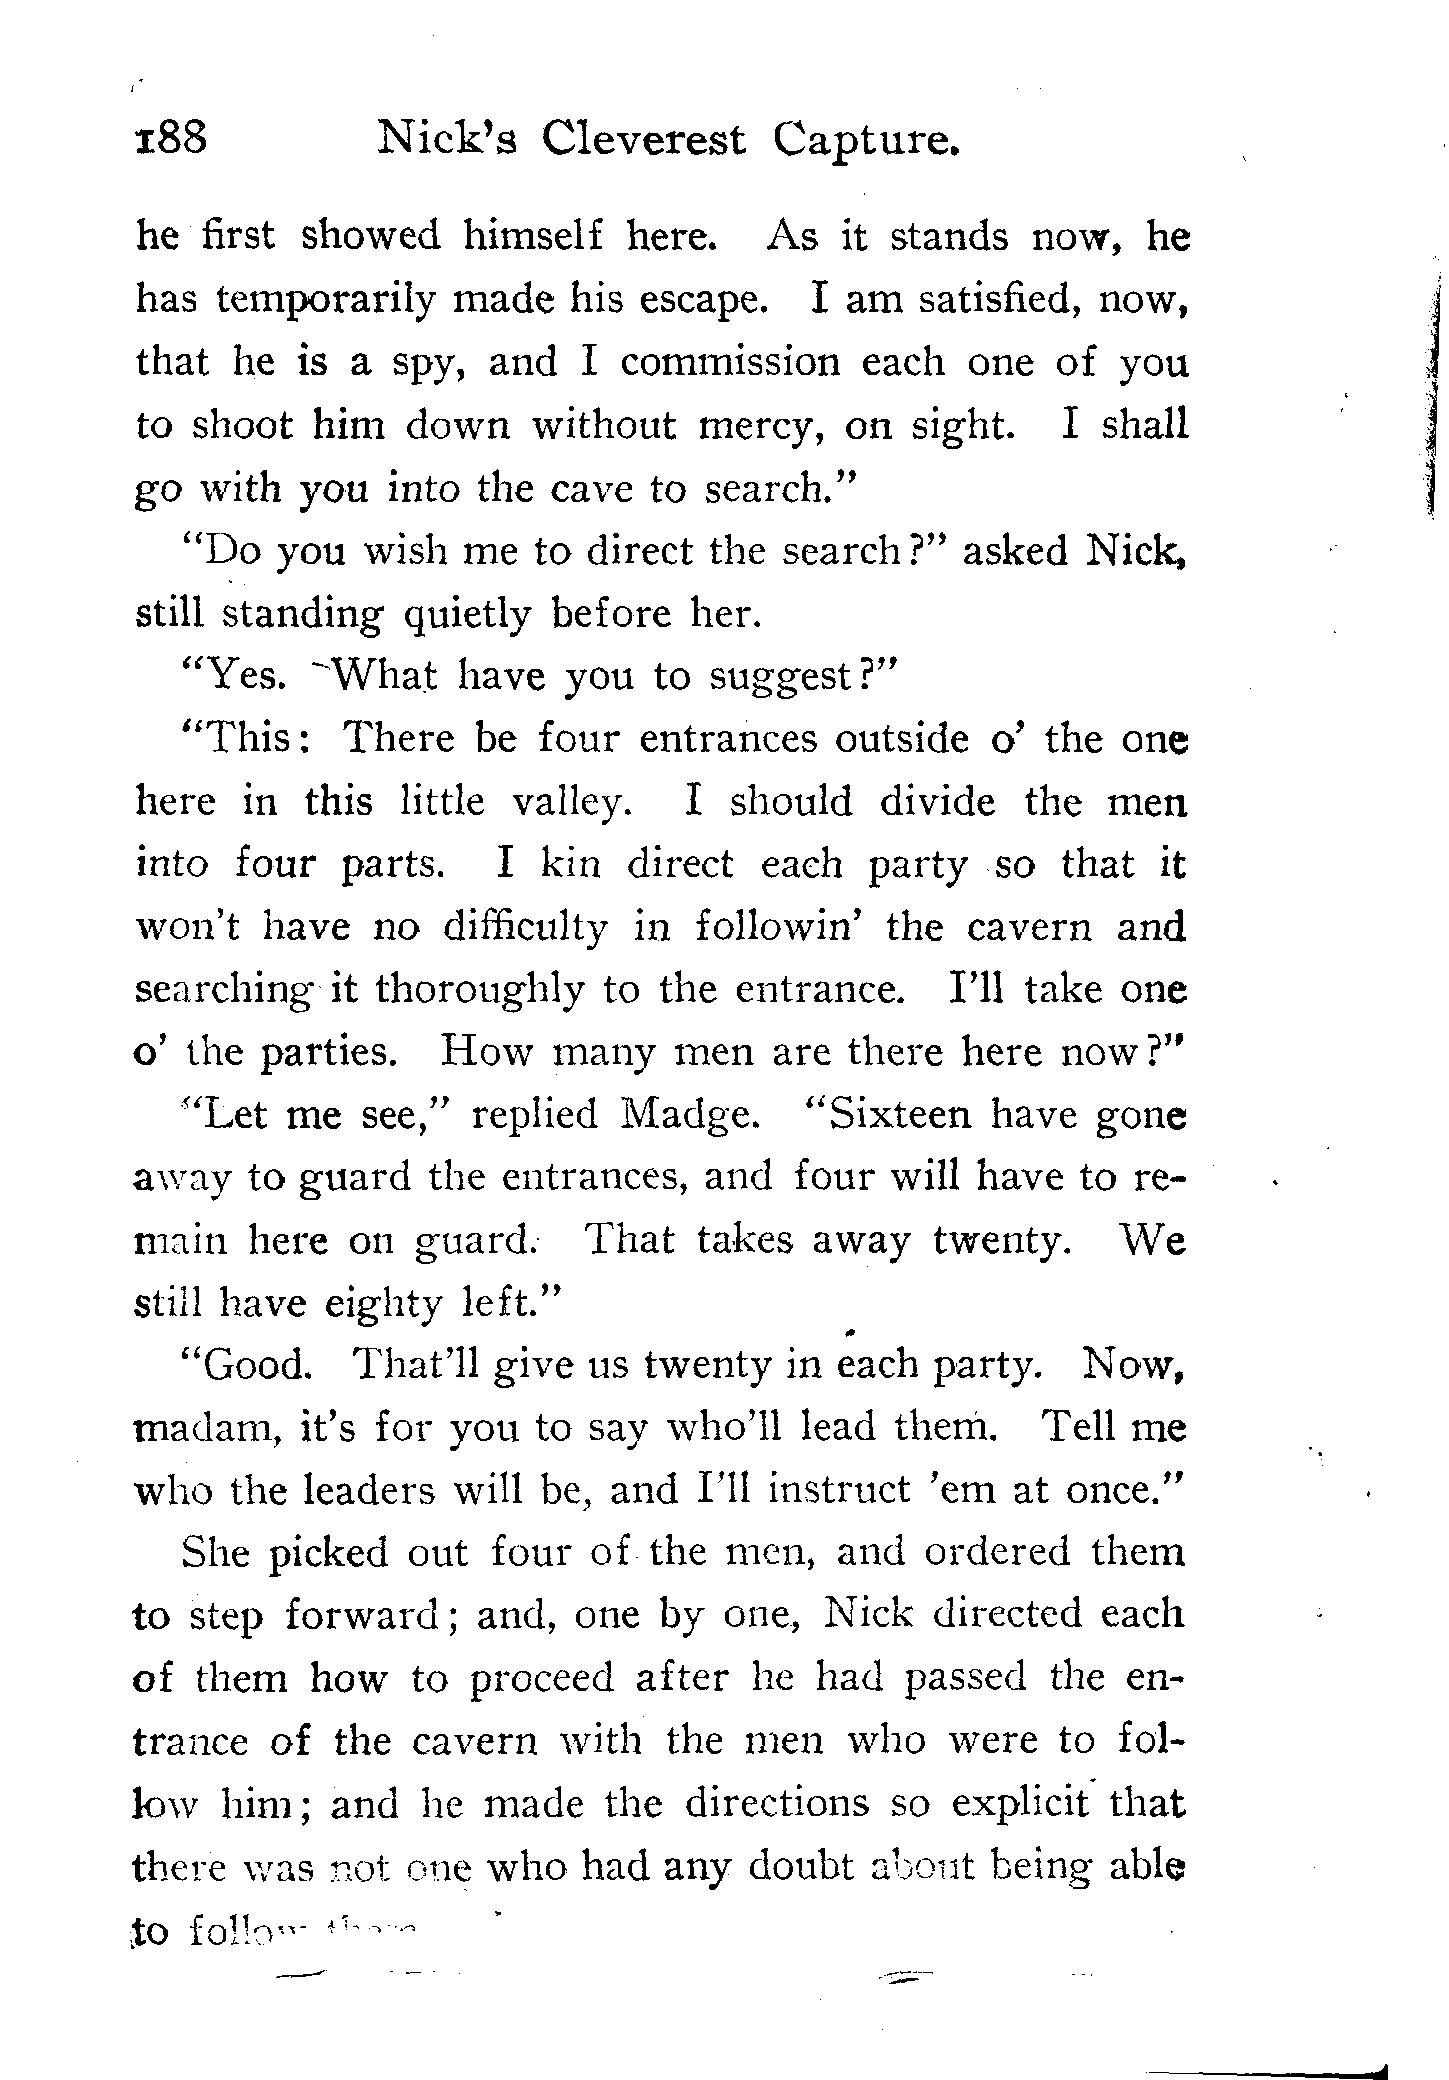 188 Nick's Cleverest Capture.
he first showed himself here. As it stands now, he
has temporarily made his escape. I am satisfied, now,
that he is a spy, and I commission each one of you
to shoot him down without mercy, on sight. I shall
go with you into the cave to search."
"Do you wish me to direct the search?" asked Nick,
still standing quietly before her.
"Yes. What have you to suggest?"
"This: There be four entrances outside o' the one
here in this little valley. I should divide the men
into four parts. I kin direct each party so that it
won't have no difficulty in followin' the cavern and
searching it thoroughly to the entrance. I'll take one
o' the parties. How many men are there here now?"
"Let me see," replied Madge. "Sixteen have gone
away to guard the entrances, and four will have to re-
main here on guard. That takes away twenty. We
still have eighty left."
"Good. That'll give us twenty in each party. Now,
madam, it's for you to say who'll lead them. Tell me
who the leaders will be, and I'll instruct 'em at once."
She picked out four of the men, and ordered them
to step forward; and, one by one, Nick directed each
of them how to proceed after he had passed the en-
trance of the cavern with the men who were to fol-
low him; and he made the directions so explicit that
there was not one who had any doubt about being able
to follow